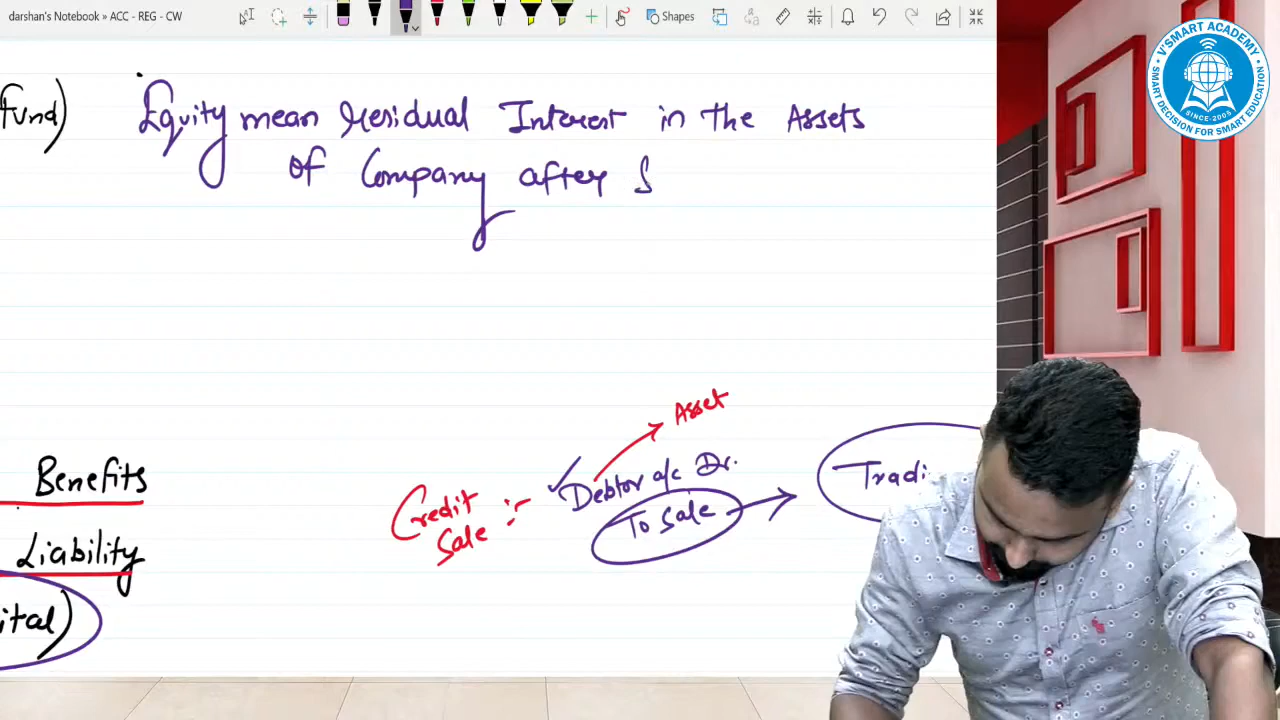 darshan's Notebook » ACC - REG - CW
Shapes
V'SMART ACADEMY
SINCE-2005
SMART DECISION FOR SMART EDUCATION
Fund)
Equity mean Residual Interest in the Assets
of Company after S
Asset
Debtor a/c Dr.
Credit
Sale :-
To Sale
Tradi
Benefits
Liability
ital)